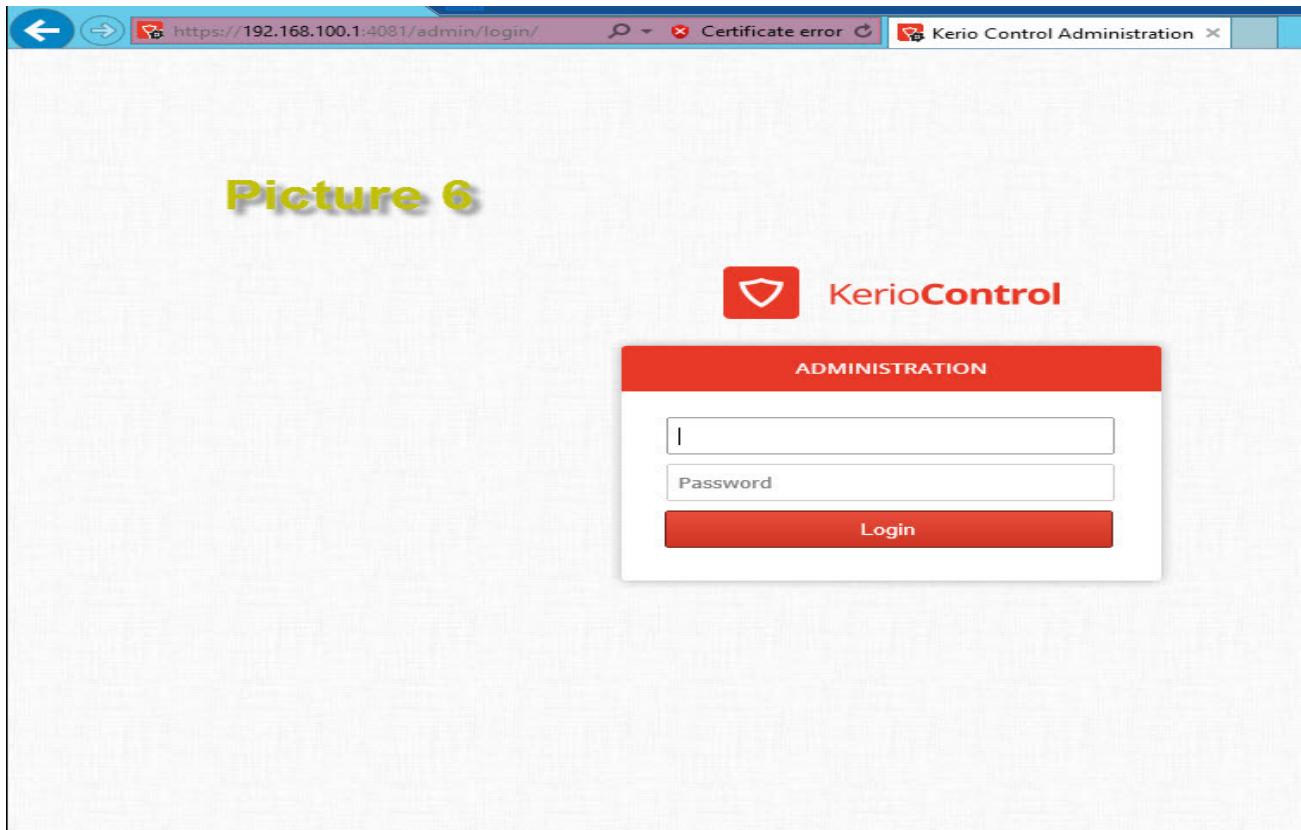 https://192.168.100.1:4081/admin/login/ Certificate error Kerio Control Administration
Picture 6
KerioControl
ADMINISTRATION
Password
Login